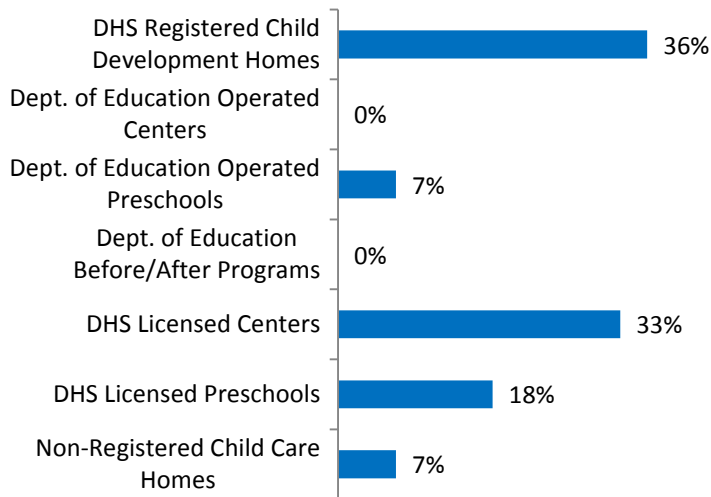 DHS Registered Child
Development Homes
36%
Dept. of Education Operated
Centers
0%
Dept. of Education Operated
Preschools
7%
Dept. of Education
Before/After Programs
0%
DHS Licensed Centers
33%
DHS Licensed Preschools
18%
Non-Registered Child Care
Homes
7%